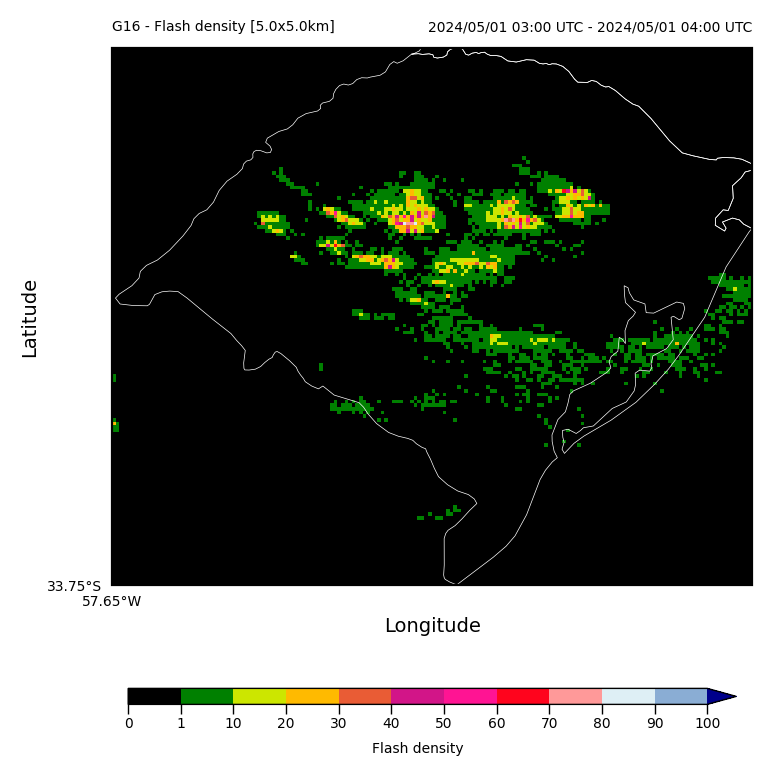 G16 - Flash density [5.0x5.0km]
2024/05/01 03:00 UTC - 2024/05/01 04:00 UTC
Latitude
33.75°S
57.65°W
Longitude
0 1 10 20 30 40 50 60 70 80 90 100
Flash density